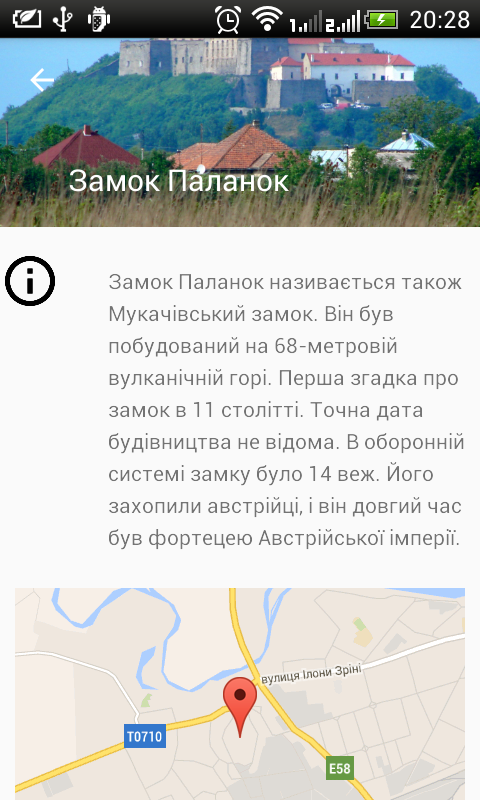 20:28
Замок Паланок
Замок Паланок називається також
Мукачівський замок. Він був
побудований на 68-метровій
вулканічній горі. Перша згадка про
замок в 11 столітті. Точна дата
будівництва не відома. В оборонній
системі замку було 14 веж. Його
захопили австрійці, і він довгий час
був фортецею Австрійської імперії.
вулиця Ілони Зріні
T0710
E58